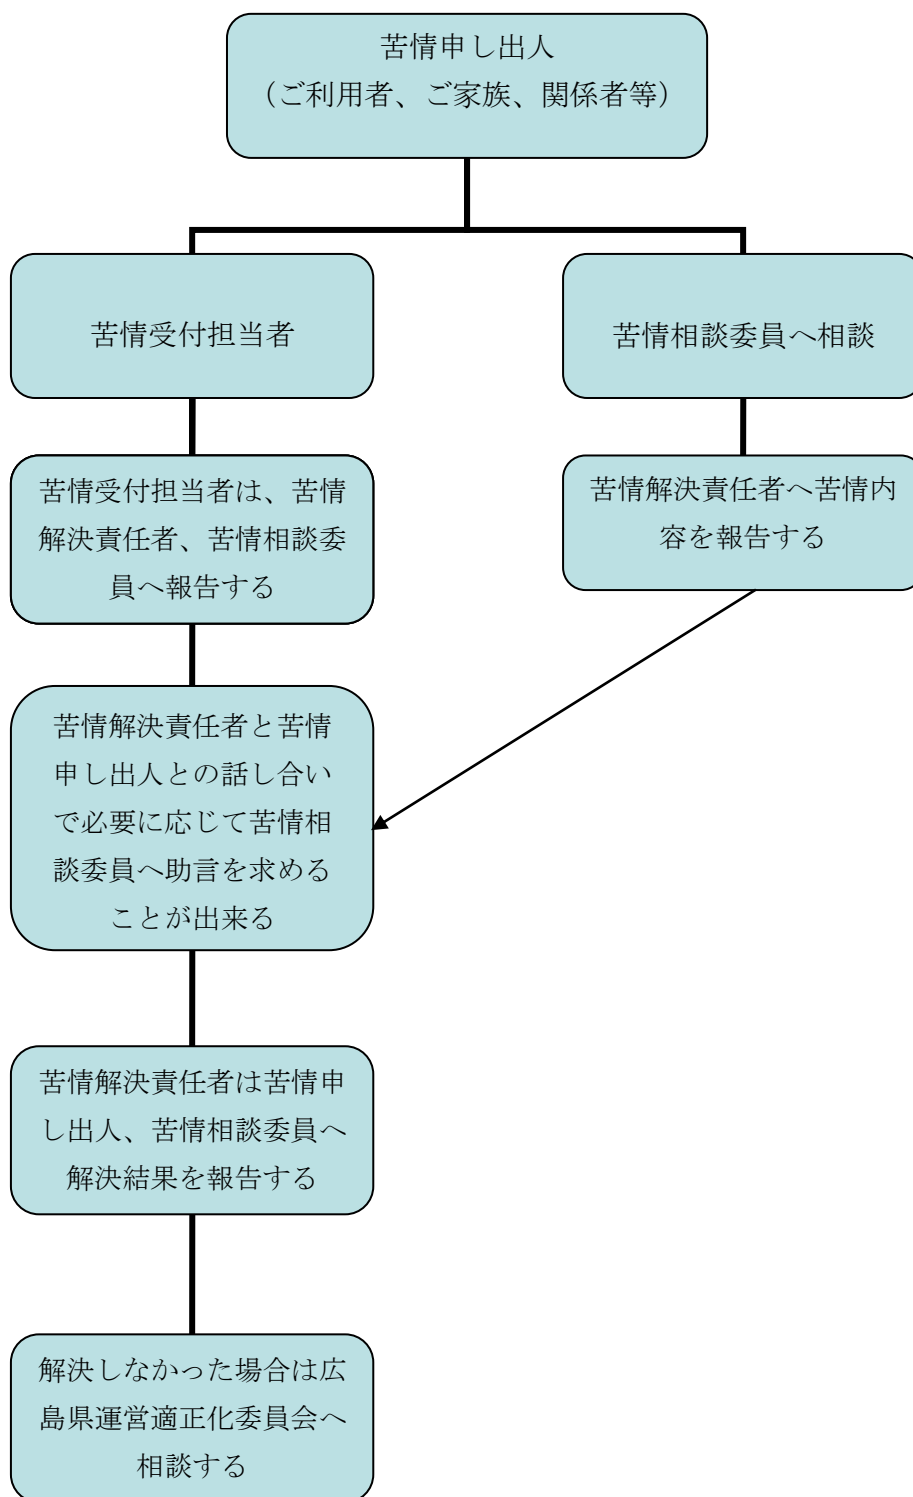 苦情申し出人
（ご利用者、ご家族、関係者等）
苦情受付担当者
苦情相談委員へ相談
苦情受付担当者は、苦情
解決責任者、苦情相談委
員へ報告する
苦情解決責任者へ苦情内
容を報告する
苦情解決責任者と苦情
申し出人との話し合い
で必要に応じて苦情相
談委員へ助言を求める
ことが出来る
苦情解決責任者は苦情申
し出人、苦情相談委員へ
解決結果を報告する
解決しなかった場合は広
島県運営適正化委員会へ
相談する